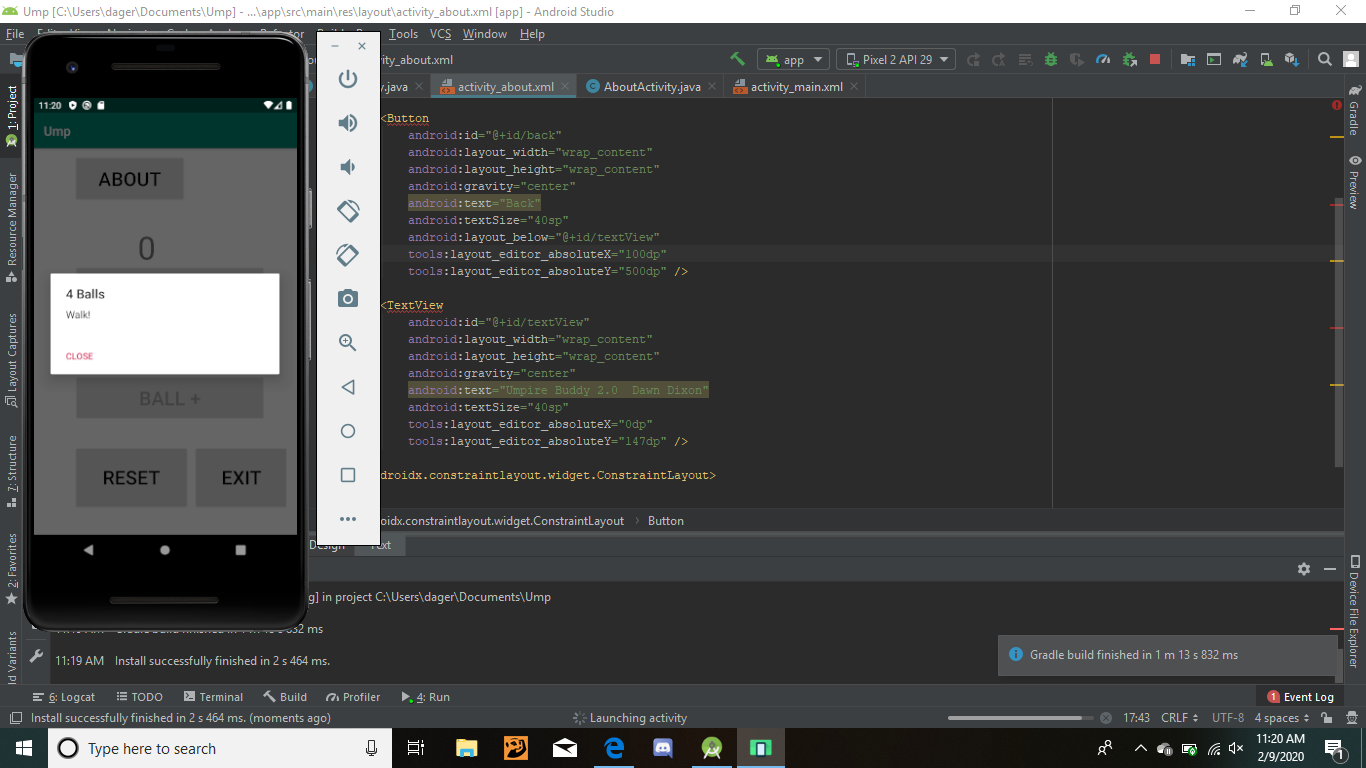 Ump [C:\Users\dager\Documents\Ump] - ...\app\src\main\res\layout\activity_about.xml [app] - Android Studio
File
Tools VCS Window Help
ity_about.xml
app
Pixel 2 API 29
y.java
activity_about.xml
AboutActivity.java
activity_main.xml
11:20
Ump
ABOUT
0
4 Balls
Walk!
CLOSE
BALL +
RESET
EXIT
<Button
android:id="@+id/back"
android:layout_width="wrap_content"
android:layout_height="wrap_content"
android:gravity="center"
android:text="Back"
android:textSize="40sp"
android:layout_below="@+id/textView"
tools:layout_editor_absoluteX="100dp"
tools:layout_editor_absoluteY="500dp" />
<TextView
android:id="@+id/textView"
android:layout_width="wrap_content"
android:layout_height="wrap_content"
android:gravity="center"
android:text="Umpire Buddy 2.0  Dawn Dixon"
android:textSize="40sp"
tools:layout_editor_absoluteX="0dp"
tools:layout_editor_absoluteY="147dp" />
droidx.constraintlayout.widget.ConstraintLayout>
oidx.constraintlayout.widget.ConstraintLayout > Button
Design Text
1: Project
Resource Manager
Layout Captures
7: Structure
2: Favorites
ld Variants
Gradle
Preview
Device File Explorer
g] in project C:\Users\dager\Documents\Ump
11:19 AM Install successfully finished in 2 s 464 ms.
Gradle build finished in 1 m 13 s 832 ms
6: Logcat TODO Terminal Build Profiler 4: Run
1 Event Log
Install successfully finished in 2 s 464 ms. (moments ago)
Launching activity
17:43 CRLF UTF-8 4 spaces
Type here to search
11:20 AM
2/9/2020
1